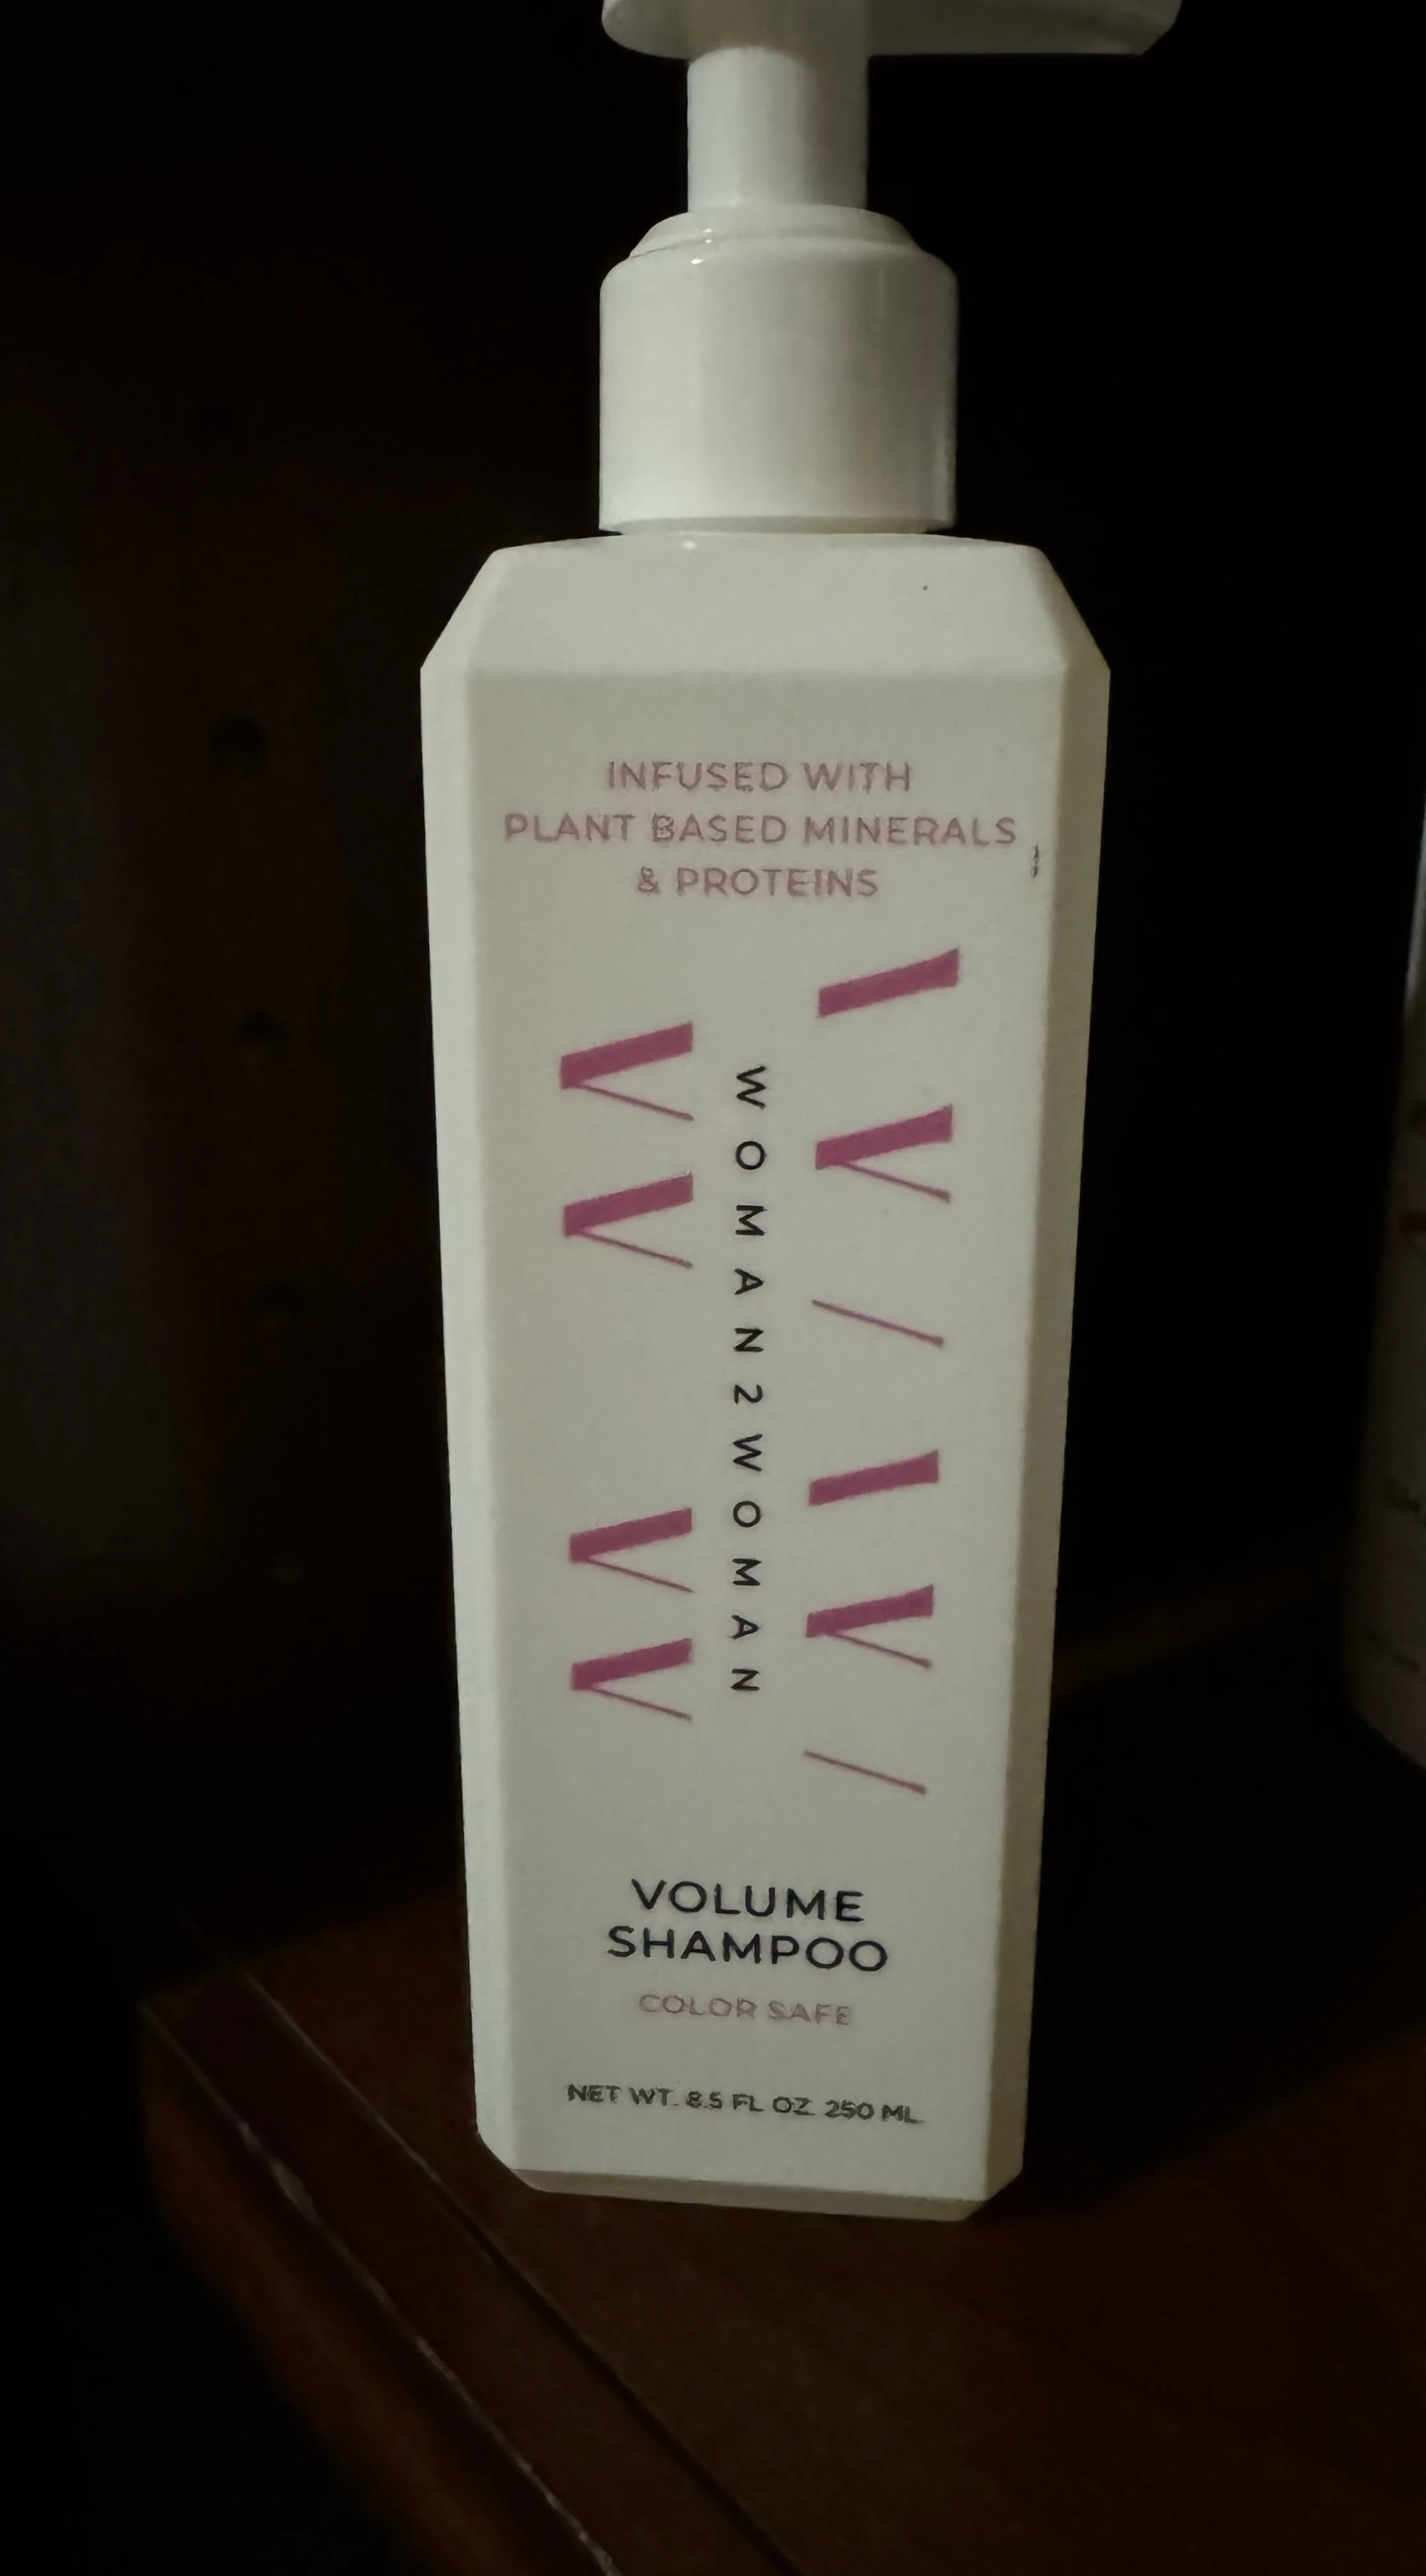 INFUSED WITH
PLANT BASED MINERALS
& PROTEINS
WOMAN2WOMAN
VOLUME
SHAMPOO
COLOR SAFE
NET WT. 8.5 FL OZ 250 ML